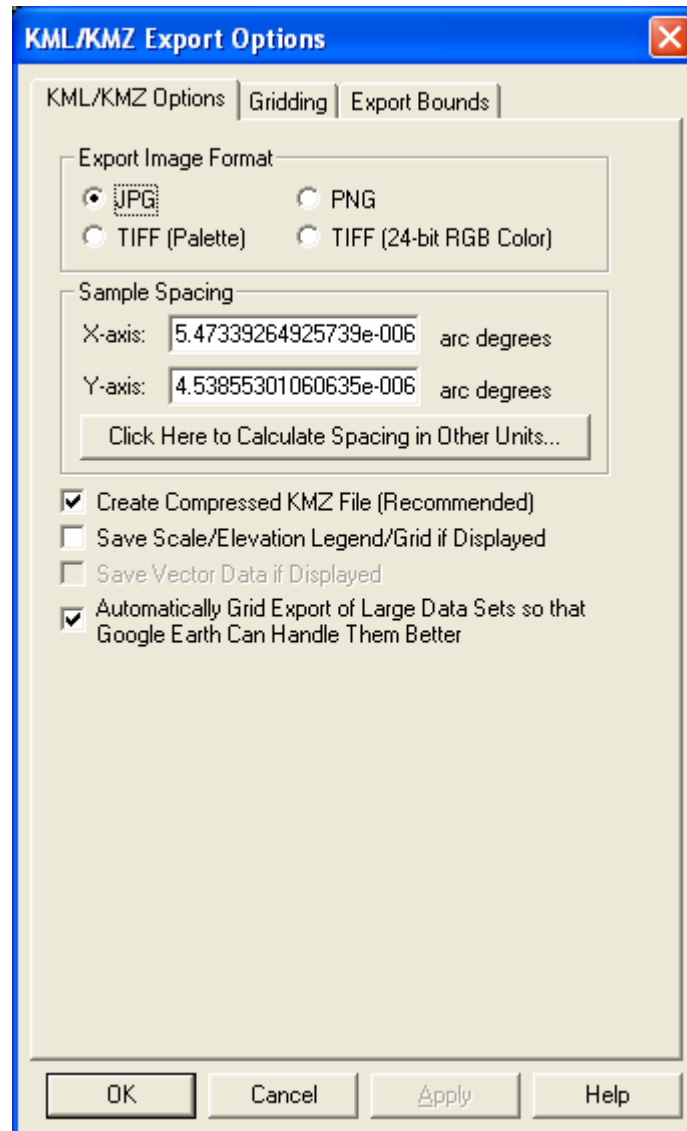 KML/KMZ Export Options
KML/KMZ Options Gridding Export Bounds
Export Image Format
JPG PNG
TIFF (Palette) TIFF (24-bit RGB Color)
Sample Spacing
X-axis: 5.47339264925739e-006 arc degrees
Y-axis: 4.53855301060635e-006 arc degrees
Click Here to Calculate Spacing in Other Units...
Create Compressed KMZ File (Recommended)
Save Scale/Elevation Legend/Grid if Displayed
Save Vector Data if Displayed
Automatically Grid Export of Large Data Sets so that
Google Earth Can Handle Them Better
OK Cancel Apply Help